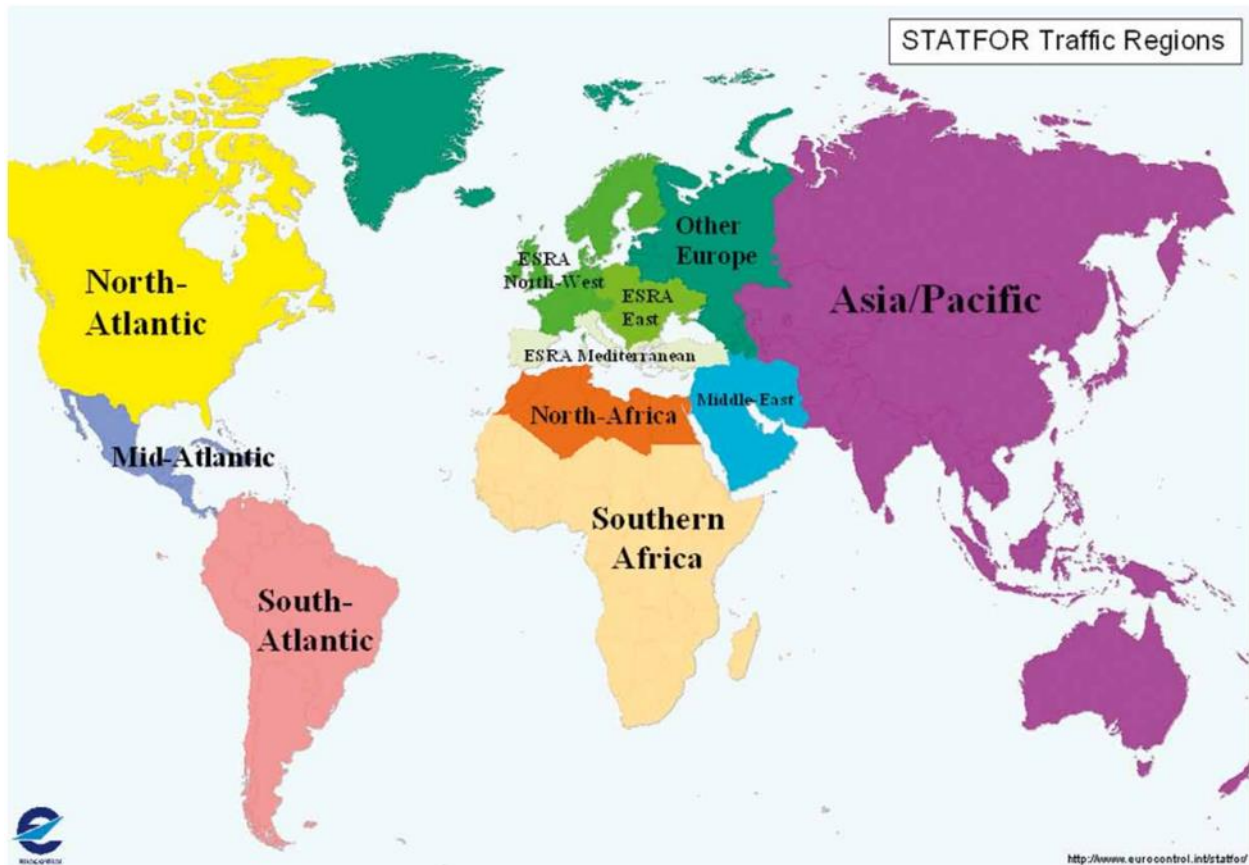 STATFOR Traffic Regions
North-
Atlantic
Mid-Atlantic
South-
Atlantic
ESRA
North-West
ESRA
East
ESRA Mediterranean
Other
Europe
North-Africa
Middle-East
Southern
Africa
Asia/Pacific
EUROCONTROL
http://www.eurocontrol.int/statfor/